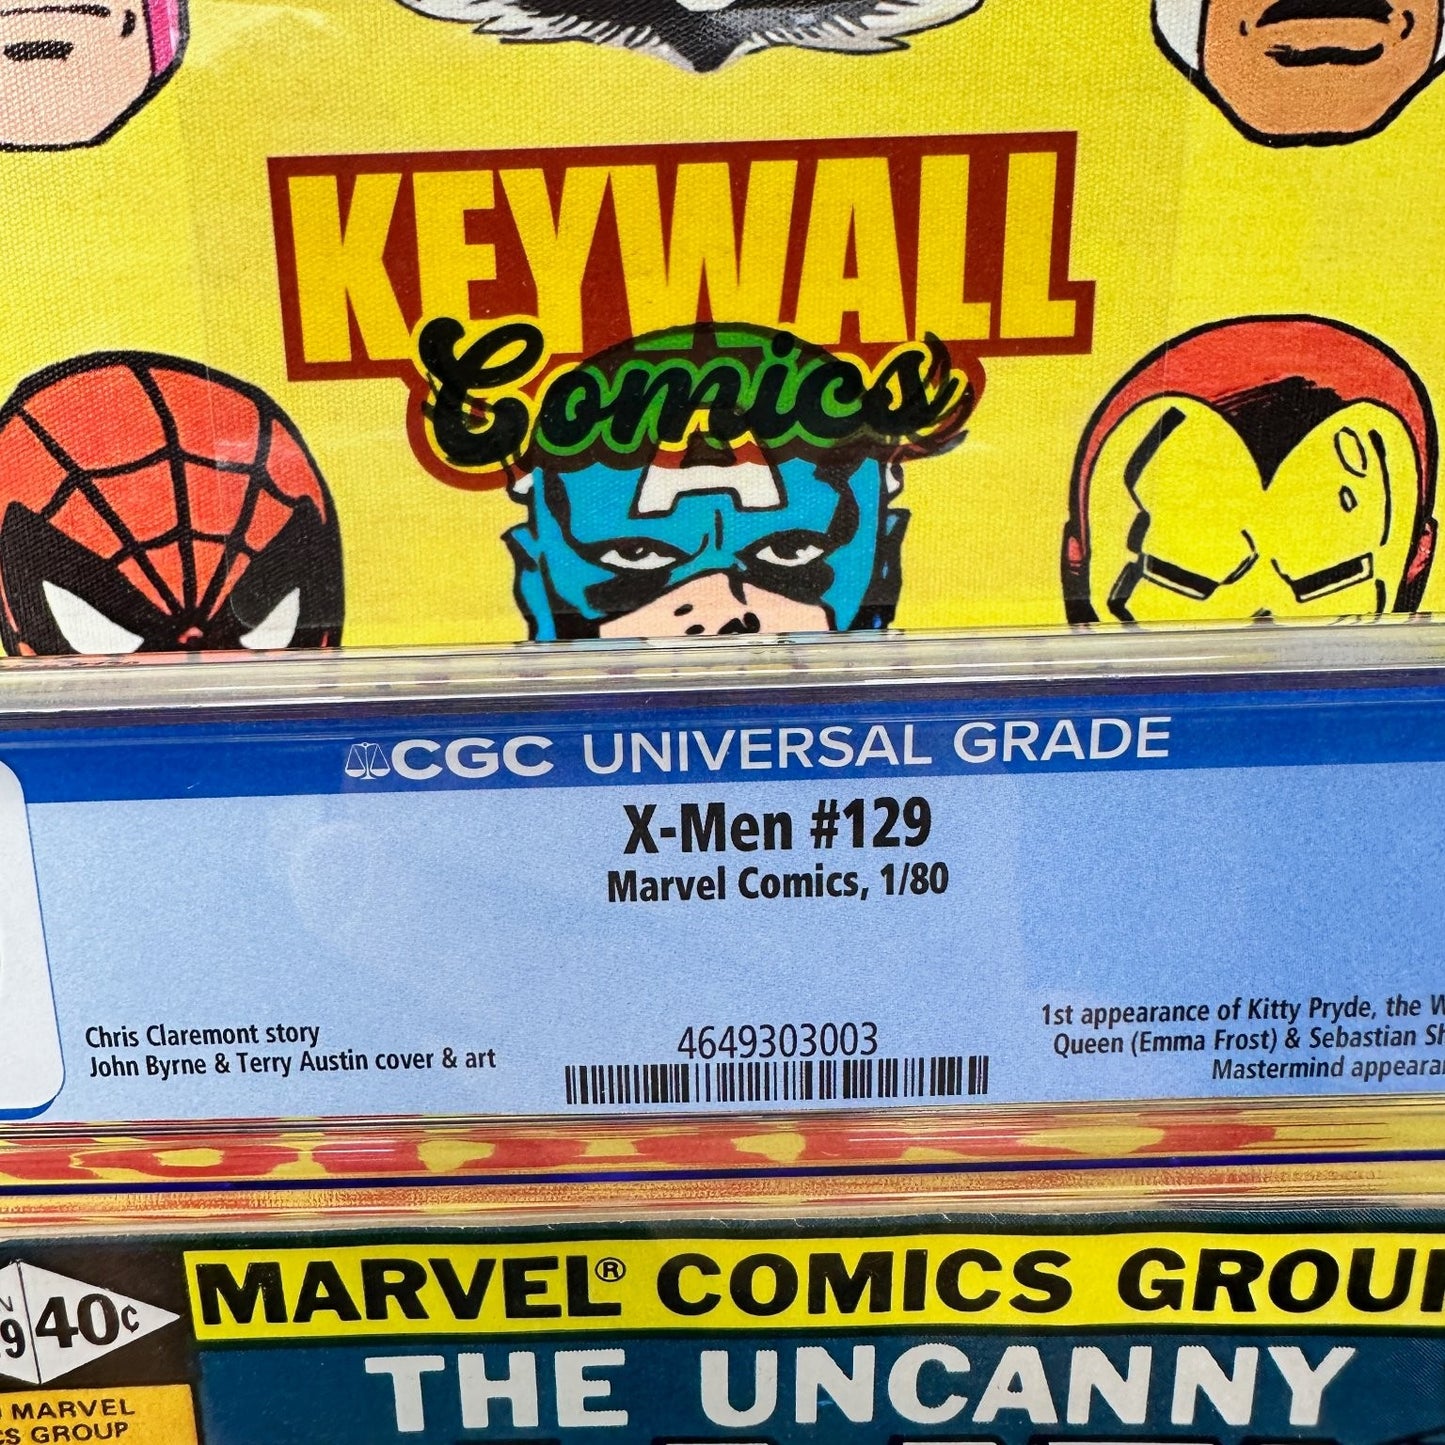 KEYWALL
Comics
A
CGC UNIVERSAL GRADE
X-Men #129
Marvel Comics, 1/80
Chris Claremont story
John Byrne & Terry Austin cover & art
4649303003
1st appearance of Kitty Pryde, the W
Queen (Emma Frost) & Sebastian Sh
Mastermind appeara
N
9 40¢
MARVEL® COMICS GROU
THE UNCANNY
MARVEL
CS GROUP